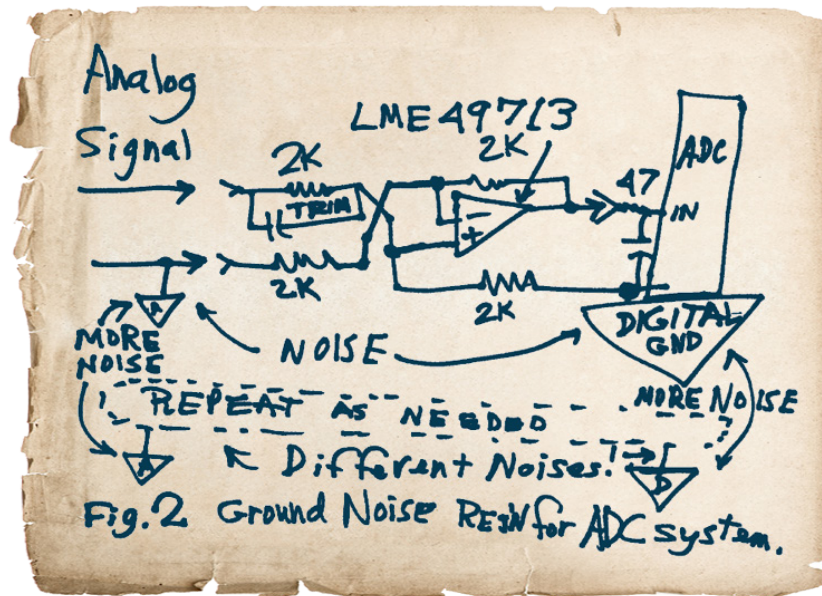 Analog
Signal
LME49713
2K
2K
TRIM
47
ADC
IN
-
+
2K
2K
A
DIGITAL
GND
MORE
NOISE
NOISE
MORE NOISE
REPEAT AS NEEDED
A
Different Noises!
D
Fig.2 Ground Noise REJ'N for ADC system.